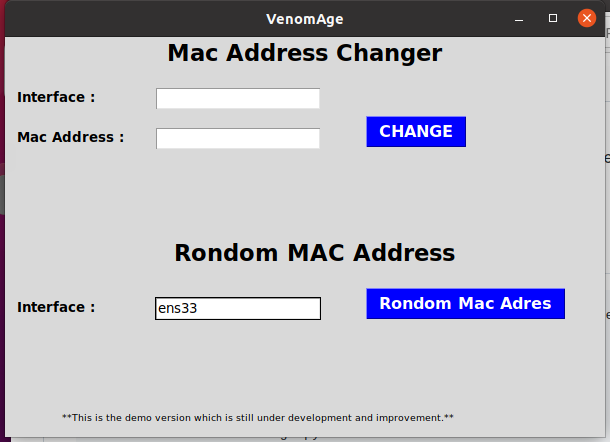 VenomAge
Mac Address Changer
Interface :
Mac Address :
CHANGE
Rondom MAC Address
Interface :
ens33
Rondom Mac Adres
**This is the demo version which is still under development and improvement.**